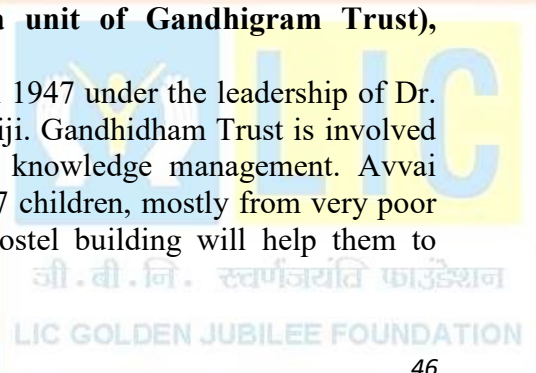 a unit of Gandhigram Trust),
1947 under the leadership of Dr.
iji. Gandhidham Trust is involved
knowledge management. Avvai
7 children, mostly from very poor
ostel building will help them to
LIC
जी.बी.नि. स्वर्णजयंति फाउंडेशन
LIC GOLDEN JUBILEE FOUNDATION
46